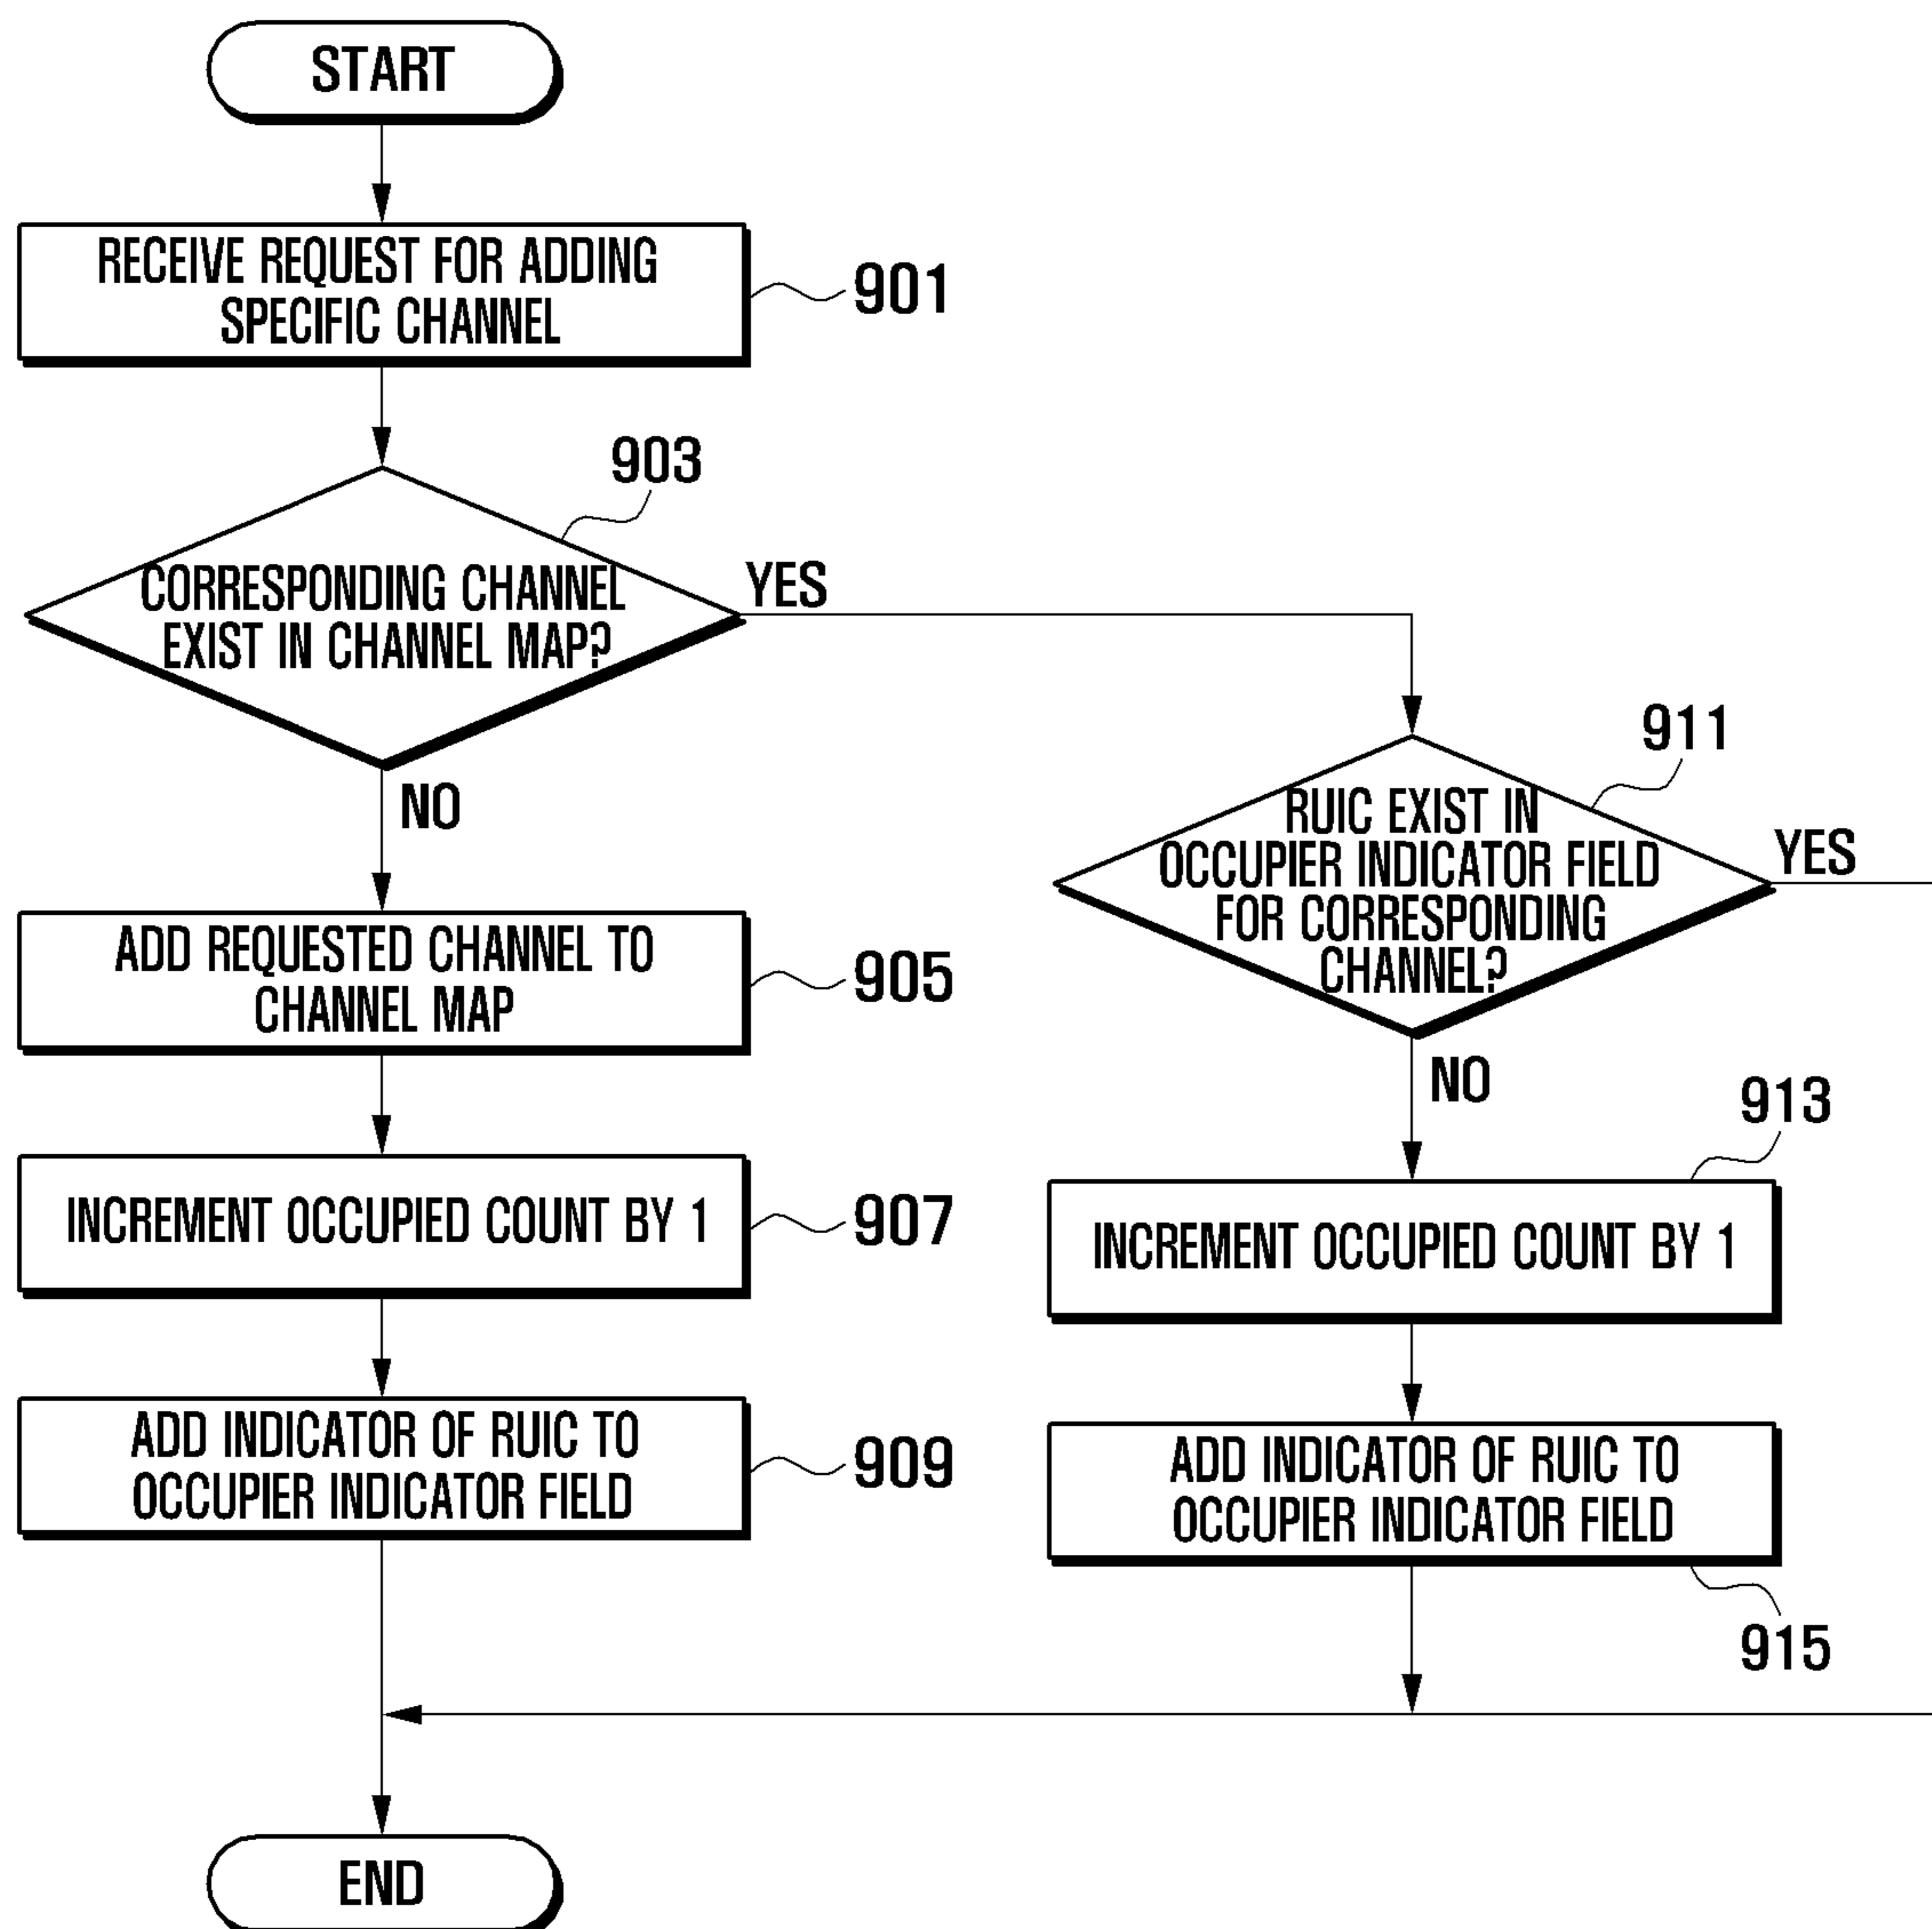 START
RECEIVE REQUEST FOR ADDING
SPECIFIC CHANNEL
901
903
CORRESPONDING CHANNEL
EXIST IN CHANNEL MAP?
YES
NO
911
RUIC EXIST IN
OCCUPIER INDICATOR FIELD
FOR CORRESPONDING
CHANNEL?
YES
NO
ADD REQUESTED CHANNEL TO
CHANNEL MAP
905
913
INCREMENT OCCUPIED COUNT BY 1
907
INCREMENT OCCUPIED COUNT BY 1
ADD INDICATOR OF RUIC TO
OCCUPIER INDICATOR FIELD
909
ADD INDICATOR OF RUIC TO
OCCUPIER INDICATOR FIELD
915
END